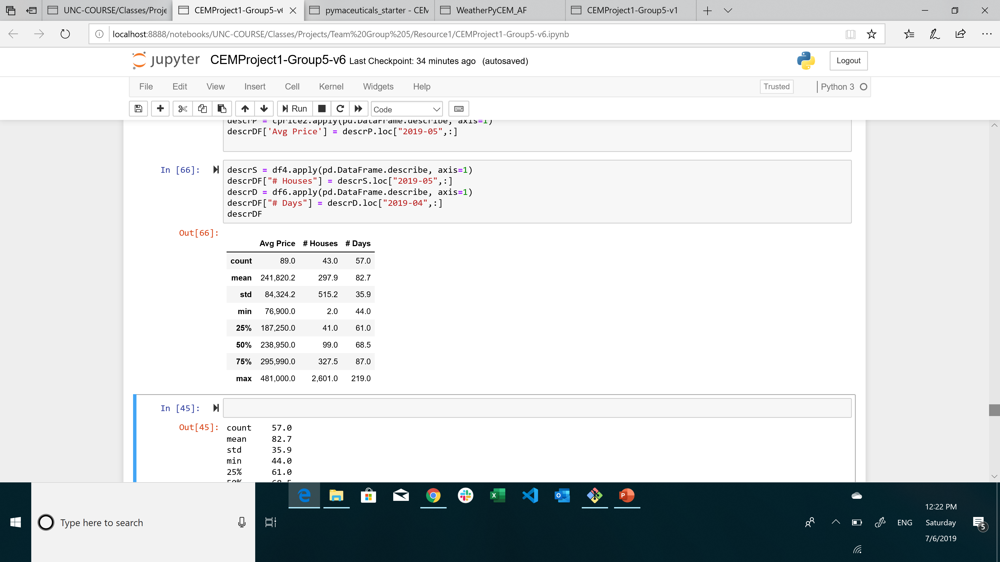 UNC-COURSE/Classes/Proje
CEMProject1-Group5-v6
pymaceuticals_starter - CEM
WeatherPyCEM_AF
CEMProject1-Group5-v1
localhost:8888/notebooks/UNC-COURSE/Classes/Projects/Team%20Group%205/Resource1/CEMProject1-Group5-v6.ipynb
jupyter CEMProject1-Group5-v6 Last Checkpoint: 34 minutes ago (autosaved)
Logout
File Edit View Insert Cell Kernel Widgets Help
Trusted
Python 3
Run
Code
descrP = cprice2.apply(pd.DataFrame.describe, axis=1)
descrDF['Avg Price'] = descrP.loc["2019-05",:]
In [66]:
descrS = df4.apply(pd.DataFrame.describe, axis=1)
descrDF["# Houses"] = descrS.loc["2019-05",:]
descrD = df6.apply(pd.DataFrame.describe, axis=1)
descrDF["# Days"] = descrD.loc["2019-04",:]
descrDF
Out[66]:
Avg Price # Houses # Days
count 89.0 43.0 57.0
mean 241,820.2 297.9 82.7
std 84,324.2 515.2 35.9
min 76,900.0 2.0 44.0
25% 187,250.0 41.0 61.0
50% 238,950.0 99.0 68.5
75% 295,990.0 327.5 87.0
max 481,000.0 2,601.0 219.0
In [45]:
Out[45]:
count 57.0
mean 82.7
std 35.9
min 44.0
25% 61.0
50% 68.5
Type here to search
ENG
12:22 PM
Saturday
7/6/2019
5